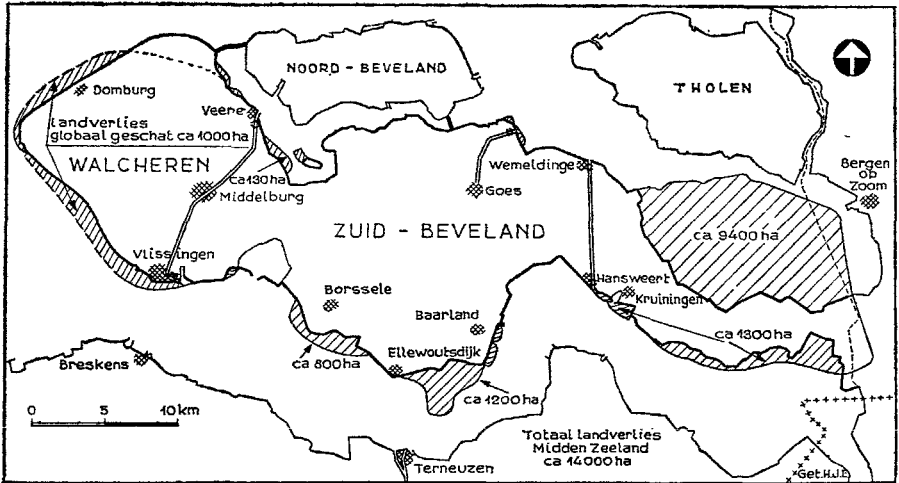 NOORD - BEVELAND
THOLEN
Domburg
Veere
landverlies
globaal geschat ca 1000 ha
WALCHEREN
ca 130 ha
Middelburg
Wemeldinge
Goes
Bergen
op
Zoom
ca 9400 ha
ZUID - BEVELAND
Vlissingen
Borssele
Hansweert
Kruiningen
Baarland
ca 1300 ha
Ellewoutsdijk
ca 800 ha
Breskens
ca 1200 ha
0 5 10 km
Totaal landverlies
Midden Zeeland
ca 14000 ha
Terneuzen
Get. H.J.E.